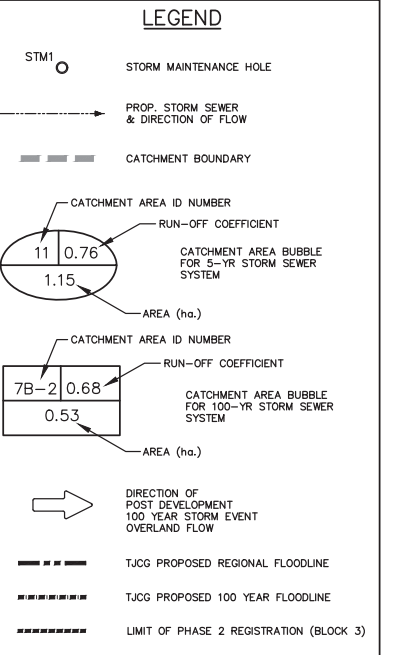 LEGEND
STM1
STORM MAINTENANCE HOLE
PROP. STORM SEWER
& DIRECTION OF FLOW
CATCHMENT BOUNDARY
CATCHMENT AREA ID NUMBER
RUN-OFF COEFFICIENT
11 0.76
CATCHMENT AREA BUBBLE
FOR 5-YR STORM SEWER
SYSTEM
1.15
AREA (ha.)
CATCHMENT AREA ID NUMBER
RUN-OFF COEFFICIENT
7B-2 0.68
CATCHMENT AREA BUBBLE
FOR 100-YR STORM SEWER
SYSTEM
0.53
AREA (ha.)
DIRECTION OF
POST DEVELOPMENT
100 YEAR STORM EVENT
OVERLAND FLOW
TJCG PROPOSED REGIONAL FLOODLINE
TJCG PROPOSED 100 YEAR FLOODLINE
LIMIT OF PHASE 2 REGISTRATION (BLOCK 3)